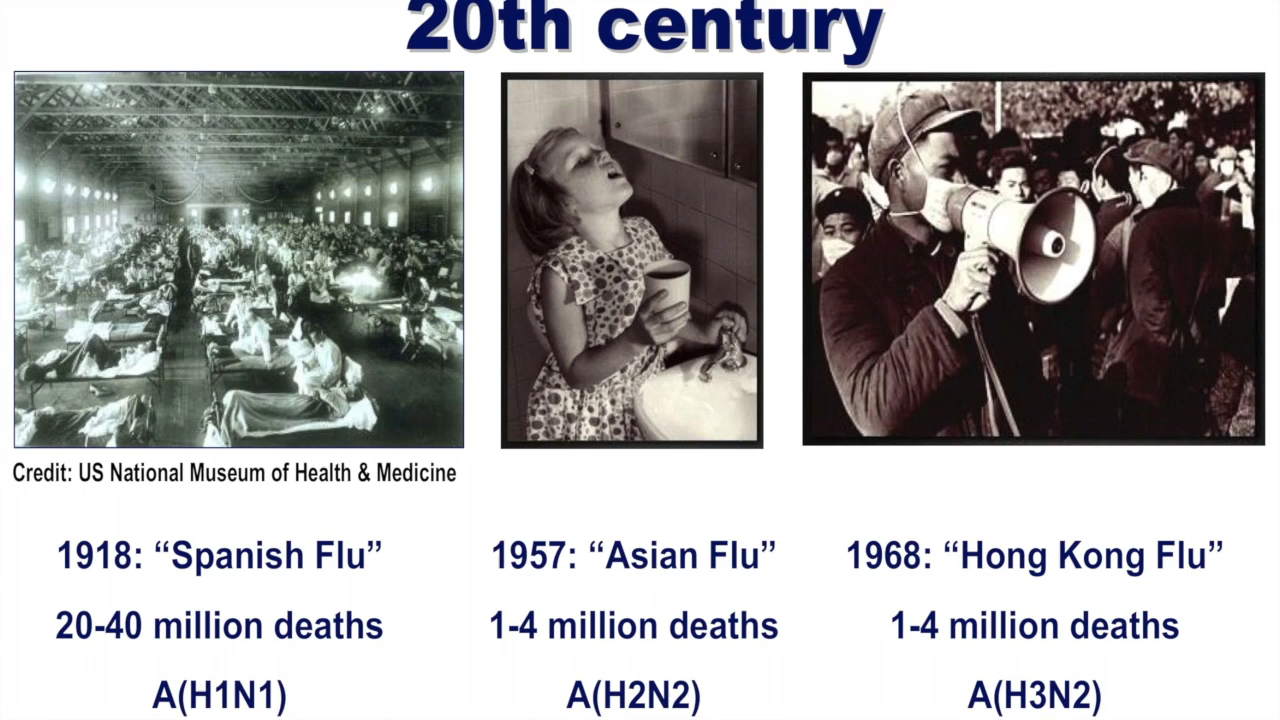 20th century
Credit: US National Museum of Health & Medicine
1918: “Spanish Flu”
20-40 million deaths
A(H1N1)
1957: “Asian Flu”
1-4 million deaths
A(H2N2)
1968: “Hong Kong Flu”
1-4 million deaths
A(H3N2)